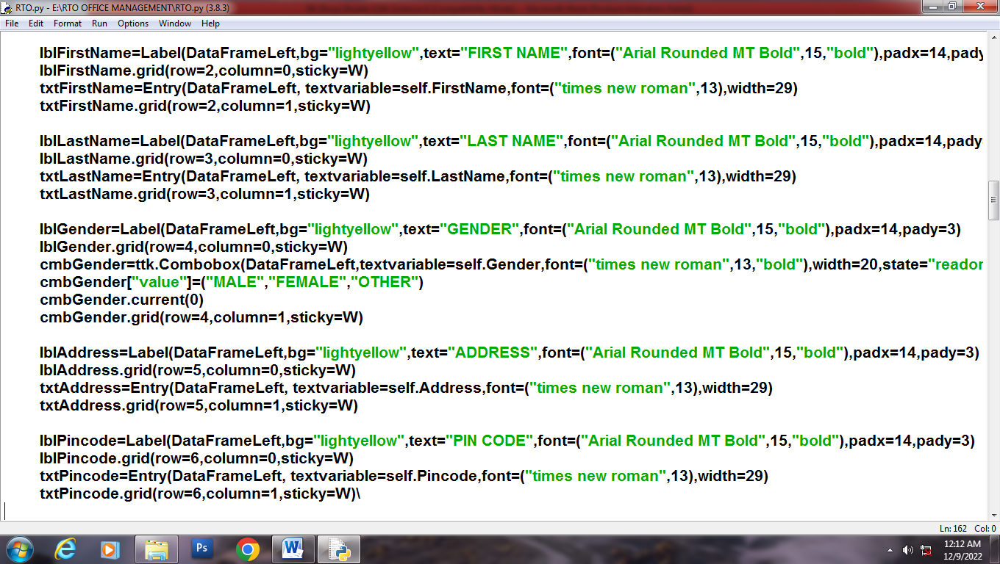 RTO.py - E:\RTO OFFICE MANAGEMENT\RTO.py (3.8.3)
File Edit Format Run Options Window Help
lblFirstName=Label(DataFrameLeft,bg="lightyellow",text="FIRST NAME",font=("Arial Rounded MT Bold",15,"bold"),padx=14,pady
lblFirstName.grid(row=2,column=0,sticky=W)
txtFirstName=Entry(DataFrameLeft, textvariable=self.FirstName,font=("times new roman",13),width=29)
txtFirstName.grid(row=2,column=1,sticky=W)
lblLastName=Label(DataFrameLeft,bg="lightyellow",text="LAST NAME",font=("Arial Rounded MT Bold",15,"bold"),padx=14,pady
lblLastName.grid(row=3,column=0,sticky=W)
txtLastName=Entry(DataFrameLeft, textvariable=self.LastName,font=("times new roman",13),width=29)
txtLastName.grid(row=3,column=1,sticky=W)
lblGender=Label(DataFrameLeft,bg="lightyellow",text="GENDER",font=("Arial Rounded MT Bold",15,"bold"),padx=14,pady=3)
lblGender.grid(row=4,column=0,sticky=W)
cmbGender=ttk.Combobox(DataFrameLeft,textvariable=self.Gender,font=("times new roman",13,"bold"),width=20,state="reador
cmbGender["value"]=("MALE","FEMALE","OTHER")
cmbGender.current(0)
cmbGender.grid(row=4,column=1,sticky=W)
lblAddress=Label(DataFrameLeft,bg="lightyellow",text="ADDRESS",font=("Arial Rounded MT Bold",15,"bold"),padx=14,pady=3)
lblAddress.grid(row=5,column=0,sticky=W)
txtAddress=Entry(DataFrameLeft, textvariable=self.Address,font=("times new roman",13),width=29)
txtAddress.grid(row=5,column=1,sticky=W)
lblPincode=Label(DataFrameLeft,bg="lightyellow",text="PIN CODE",font=("Arial Rounded MT Bold",15,"bold"),padx=14,pady=3)
lblPincode.grid(row=6,column=0,sticky=W)
txtPincode=Entry(DataFrameLeft, textvariable=self.Pincode,font=("times new roman",13),width=29)
txtPincode.grid(row=6,column=1,sticky=W)\
Ln: 162 Col: 0
Ps
W
12:12 AM
12/9/2022